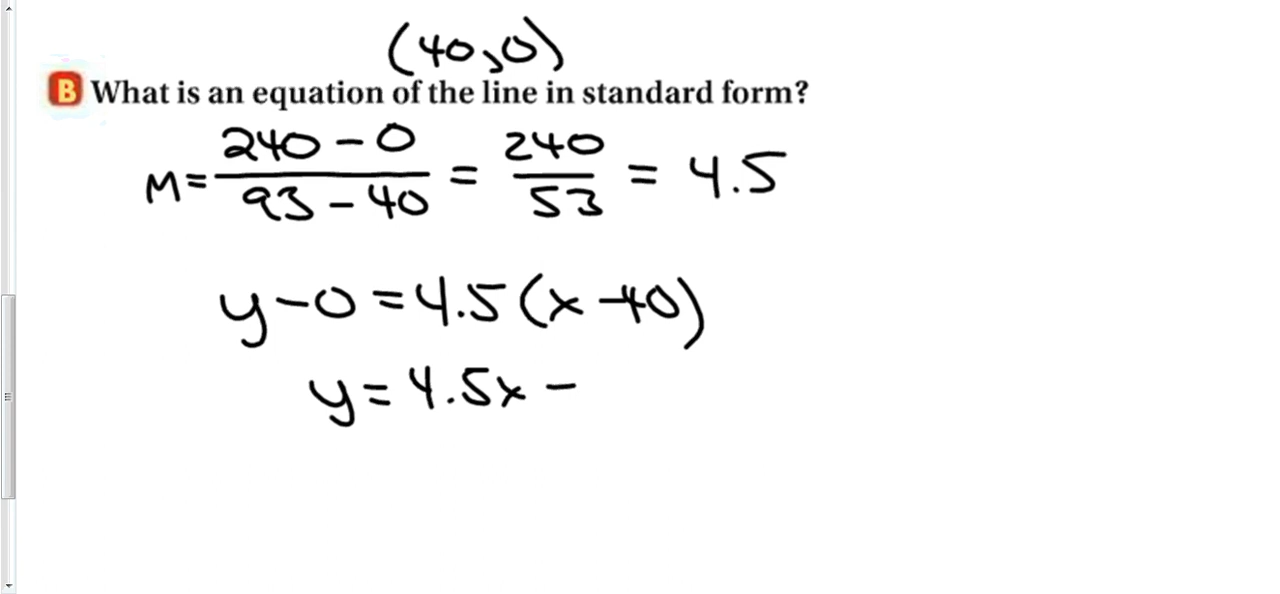 (40,0)
B What is an equation of the line in standard form?
M = 240 - 0 / 93 - 40 = 240 / 53 = 4.5
y - 0 = 4.5 (x - 40)
y = 4.5x -